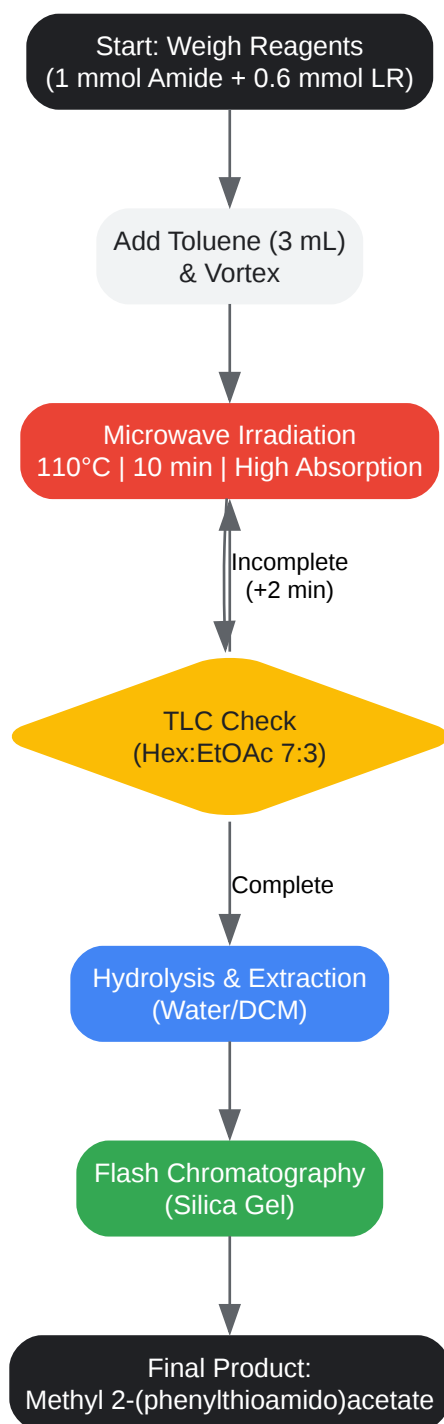 Start: Weigh Reagents
(1 mmol Amide + 0.6 mmol LR)
Add Toluene (3 mL)
& Vortex
Microwave Irradiation
110°C | 10 min | High Absorption
Incomplete
(+2 min)
TLC Check
(Hex:EtOAc 7:3)
Complete
Hydrolysis & Extraction
(Water/DCM)
Flash Chromatography
(Silica Gel)
Final Product:
Methyl 2-(phenylthioamido)acetate